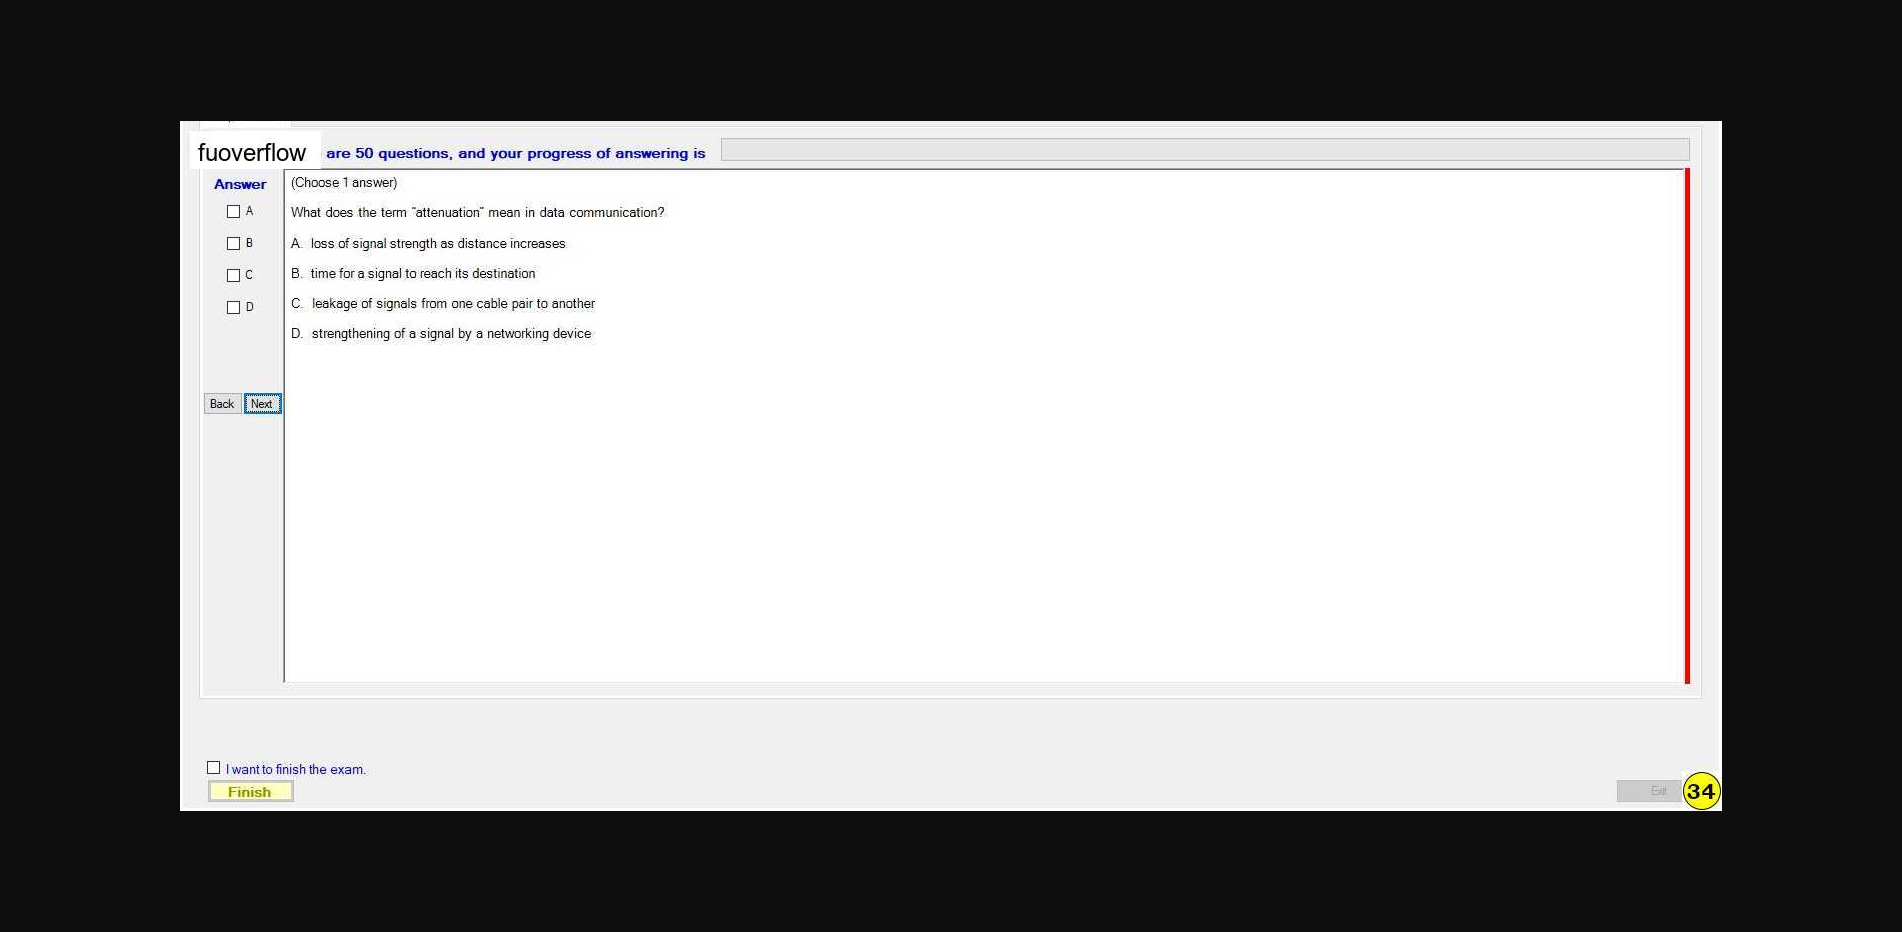 fuoverflow are 50 questions, and your progress of answering is
Answer
(Choose 1 answer)
A
What does the term "attenuation" mean in data communication?
B
A. loss of signal strength as distance increases
C
B. time for a signal to reach its destination
D
C. leakage of signals from one cable pair to another
D. strengthening of a signal by a networking device
Back Next
I want to finish the exam.
Finish
Exit 34